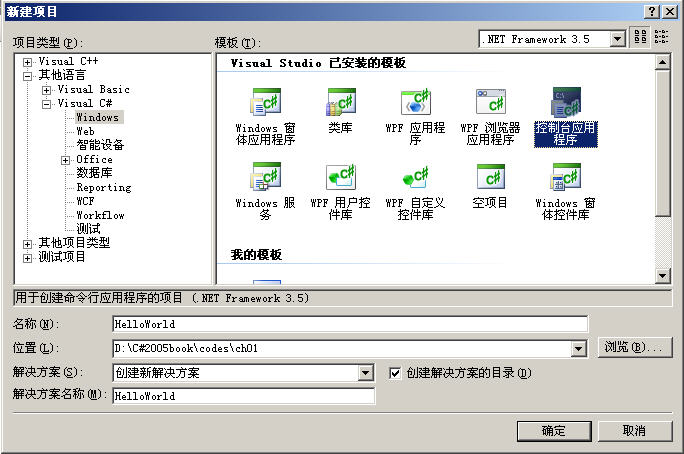 新建项目
项目类型(P):
模板(T):
.NET Framework 3.5
Visual C++
其他语言
Visual Basic
Visual C#
Windows
Web
智能设备
Office
数据库
Reporting
WCF
Workflow
测试
其他项目类型
测试项目
Visual Studio 已安装的模板
Windows 窗
体应用程序
类库
WPF 应用程
序
WPF 浏览器
应用程序
控制台应用
程序
Windows 服
务
WPF 用户控
件库
WPF 自定义
控件库
空项目
Windows 窗
体控件库
我的模板
用于创建命令行应用程序的项目 (.NET Framework 3.5)
名称(N):
HelloWorld
位置(L):
D:\C#2005book\codes\ch01
浏览(B)...
解决方案(S):
创建新解决方案
创建解决方案的目录(D)
解决方案名称(M):
HelloWorld
确定
取消